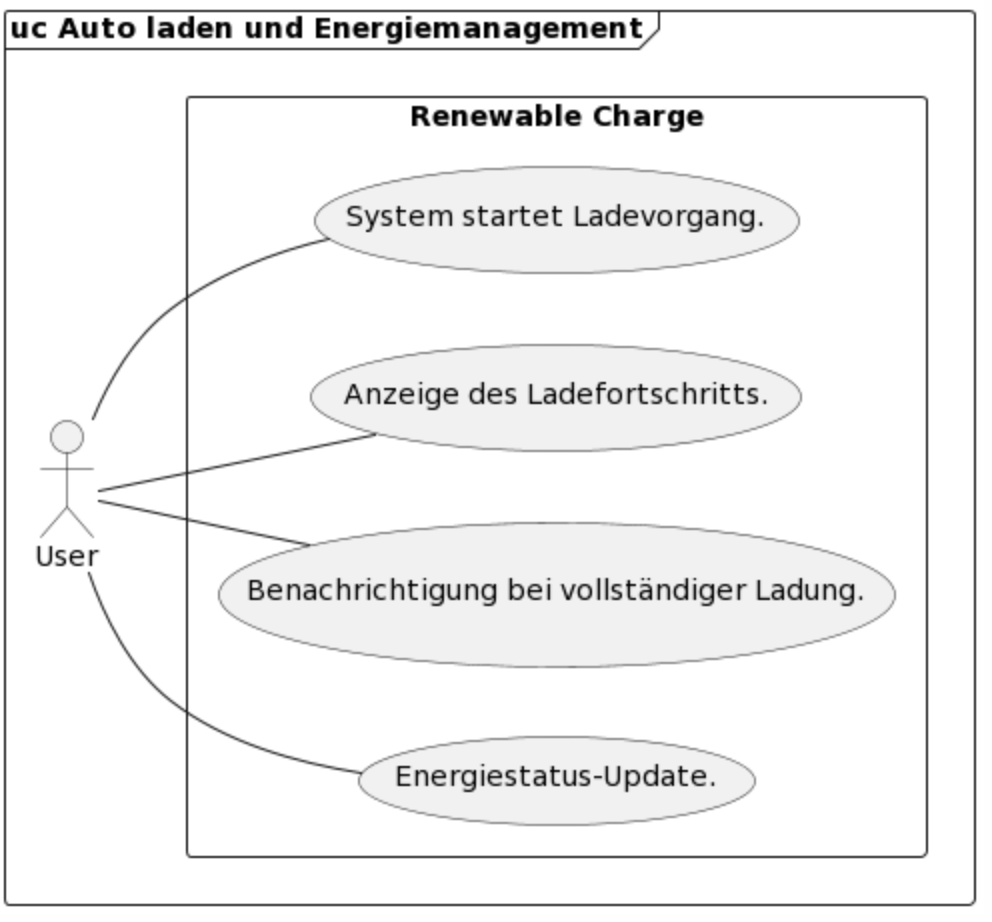 uc Auto laden und Energiemanagement
Renewable Charge
System startet Ladevorgang.
Anzeige des Ladefortschritts.
User
Benachrichtigung bei vollständiger Ladung.
Energiestatus-Update.